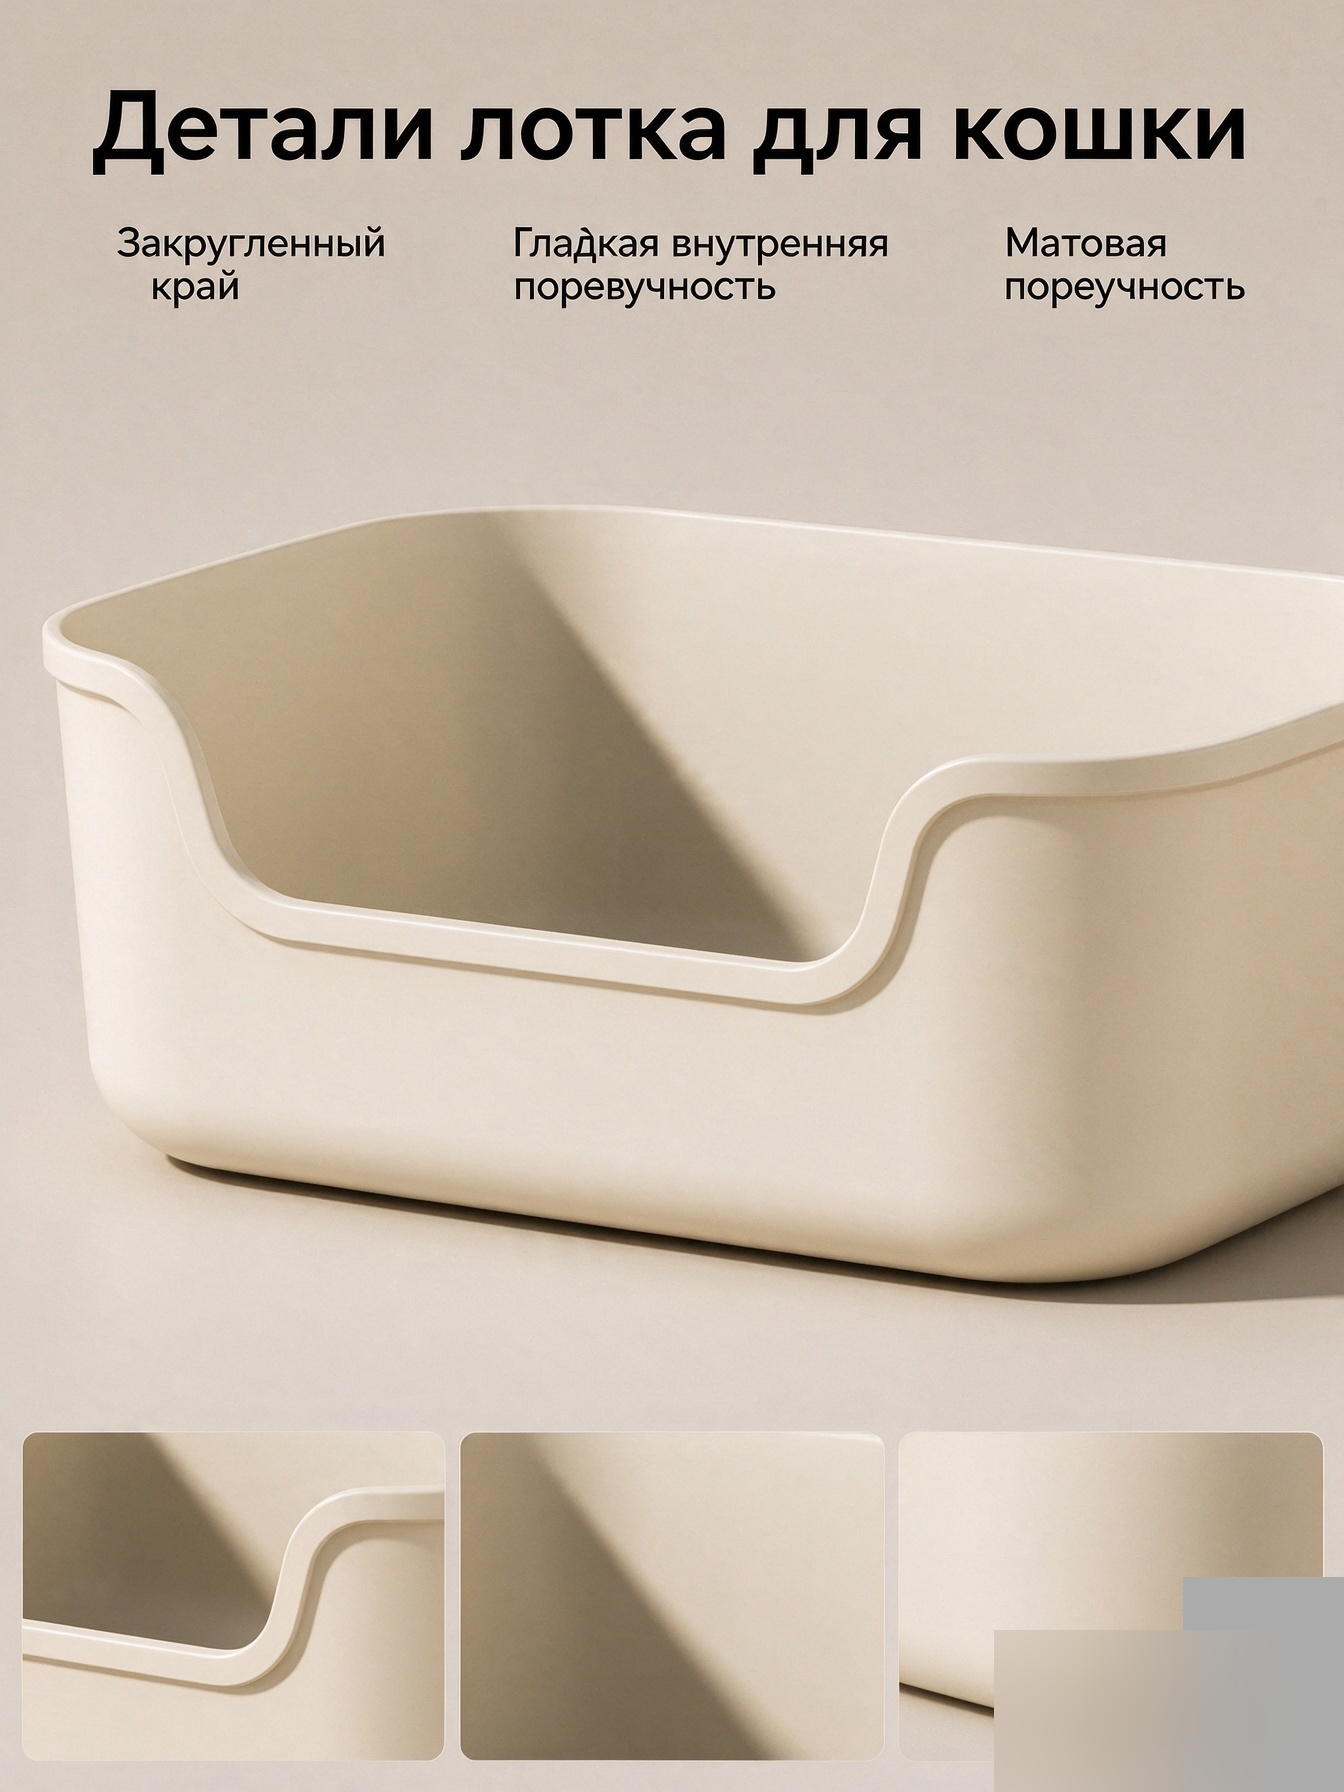 Детали лотка для кошки
Закругленный
край
Гладкая внутренняя
поревучность
Матовая
пореучность